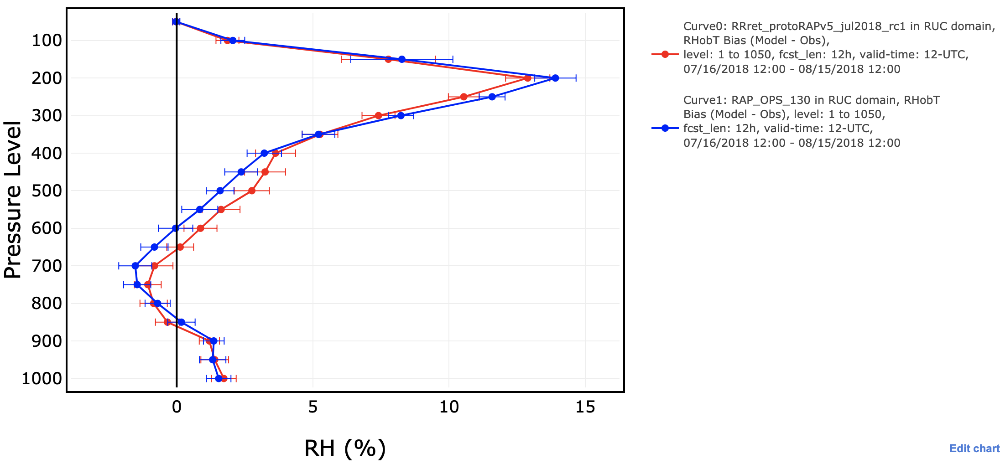 Pressure Level
100
200
300
400
500
600
700
800
900
1000
0 5 10 15
RH (%)
Curve0: RRret_protoRAPv5_jul2018_rc1 in RUC domain,
RHobT Bias (Model - Obs),
level: 1 to 1050, fcst_len: 12h, valid-time: 12-UTC,
07/16/2018 12:00 - 08/15/2018 12:00
Curve1: RAP_OPS_130 in RUC domain, RHobT
Bias (Model - Obs), level: 1 to 1050,
fcst_len: 12h, valid-time: 12-UTC,
07/16/2018 12:00 - 08/15/2018 12:00
Edit chart